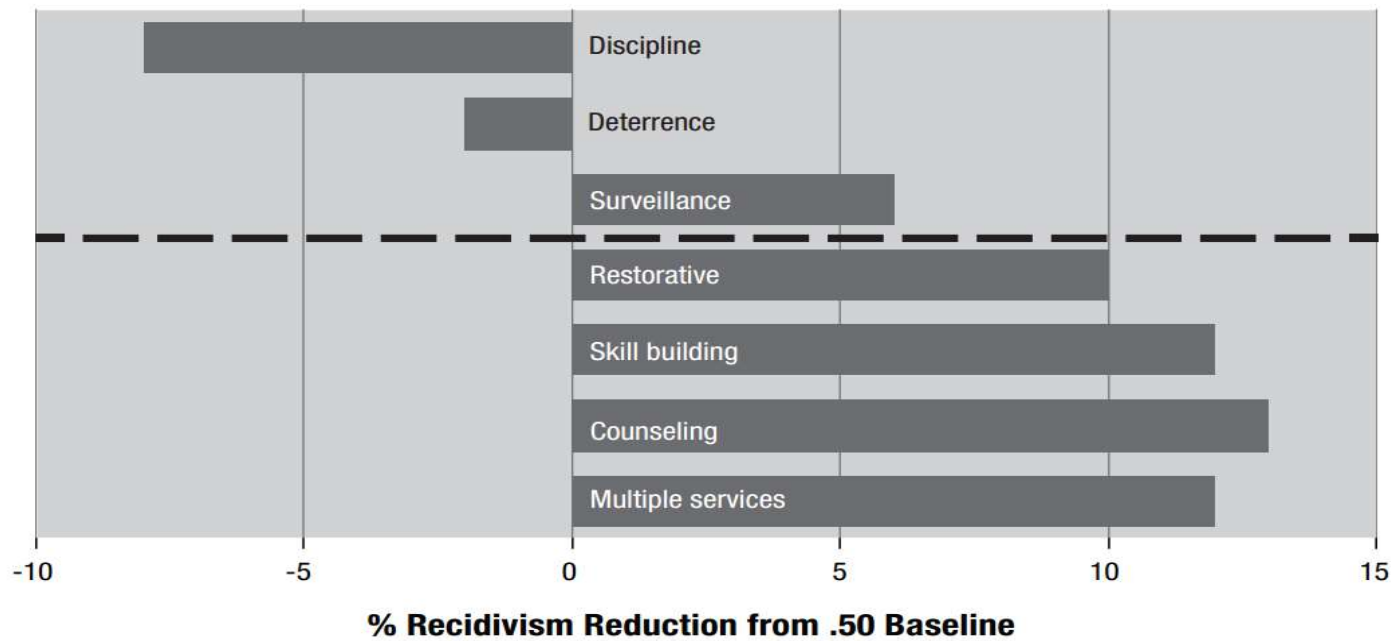 Discipline
Deterrence
Surveillance
Restorative
Skill building
Counseling
Multiple services
-10 -5 0 5 10 15
% Recidivism Reduction from .50 Baseline